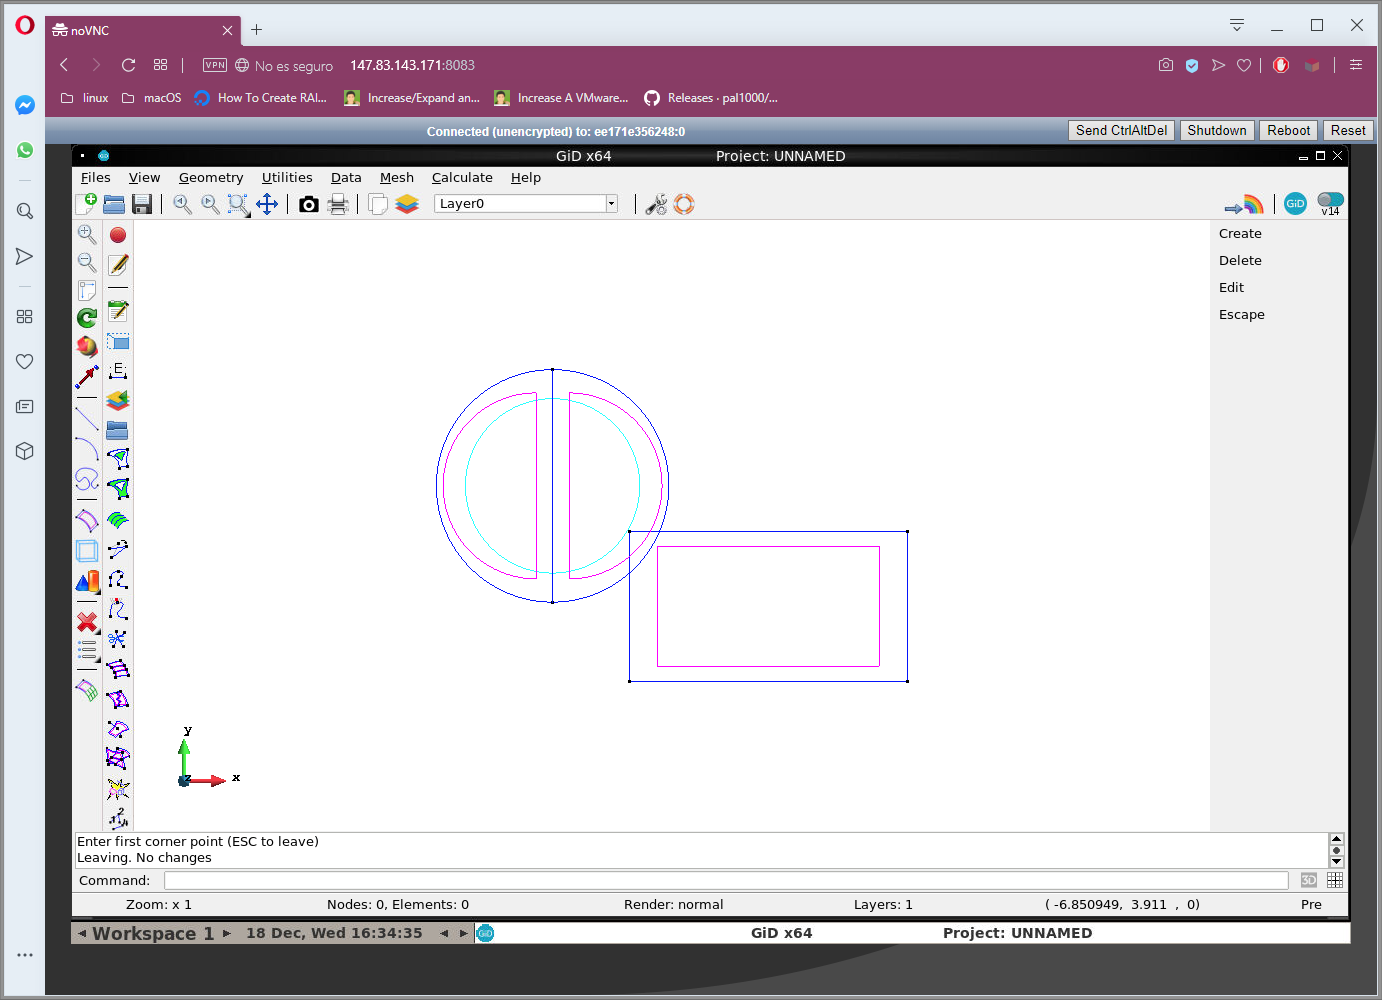 noVNC
VPN No es seguro 147.83.143.171:8083
linux macOS How To Create RAI... Increase/Expand an... Increase A VMware... Releases · pal1000/...
Connected (unencrypted) to: ee171e356248:0 Send CtrlAltDel Shutdown Reboot Reset
GiD x64 Project: UNNAMED
Files View Geometry Utilities Data Mesh Calculate Help
Layer0 GiD v14
Create
Delete
Edit
Escape
E
y
z x
2
Enter first corner point (ESC to leave)
Leaving. No changes
Command: 3D
Zoom: x 1 Nodes: 0, Elements: 0 Render: normal Layers: 1 ( -6.850949, 3.911 , 0) Pre
Workspace 1 18 Dec, Wed 16:34:35 GiD GiD x64 Project: UNNAMED